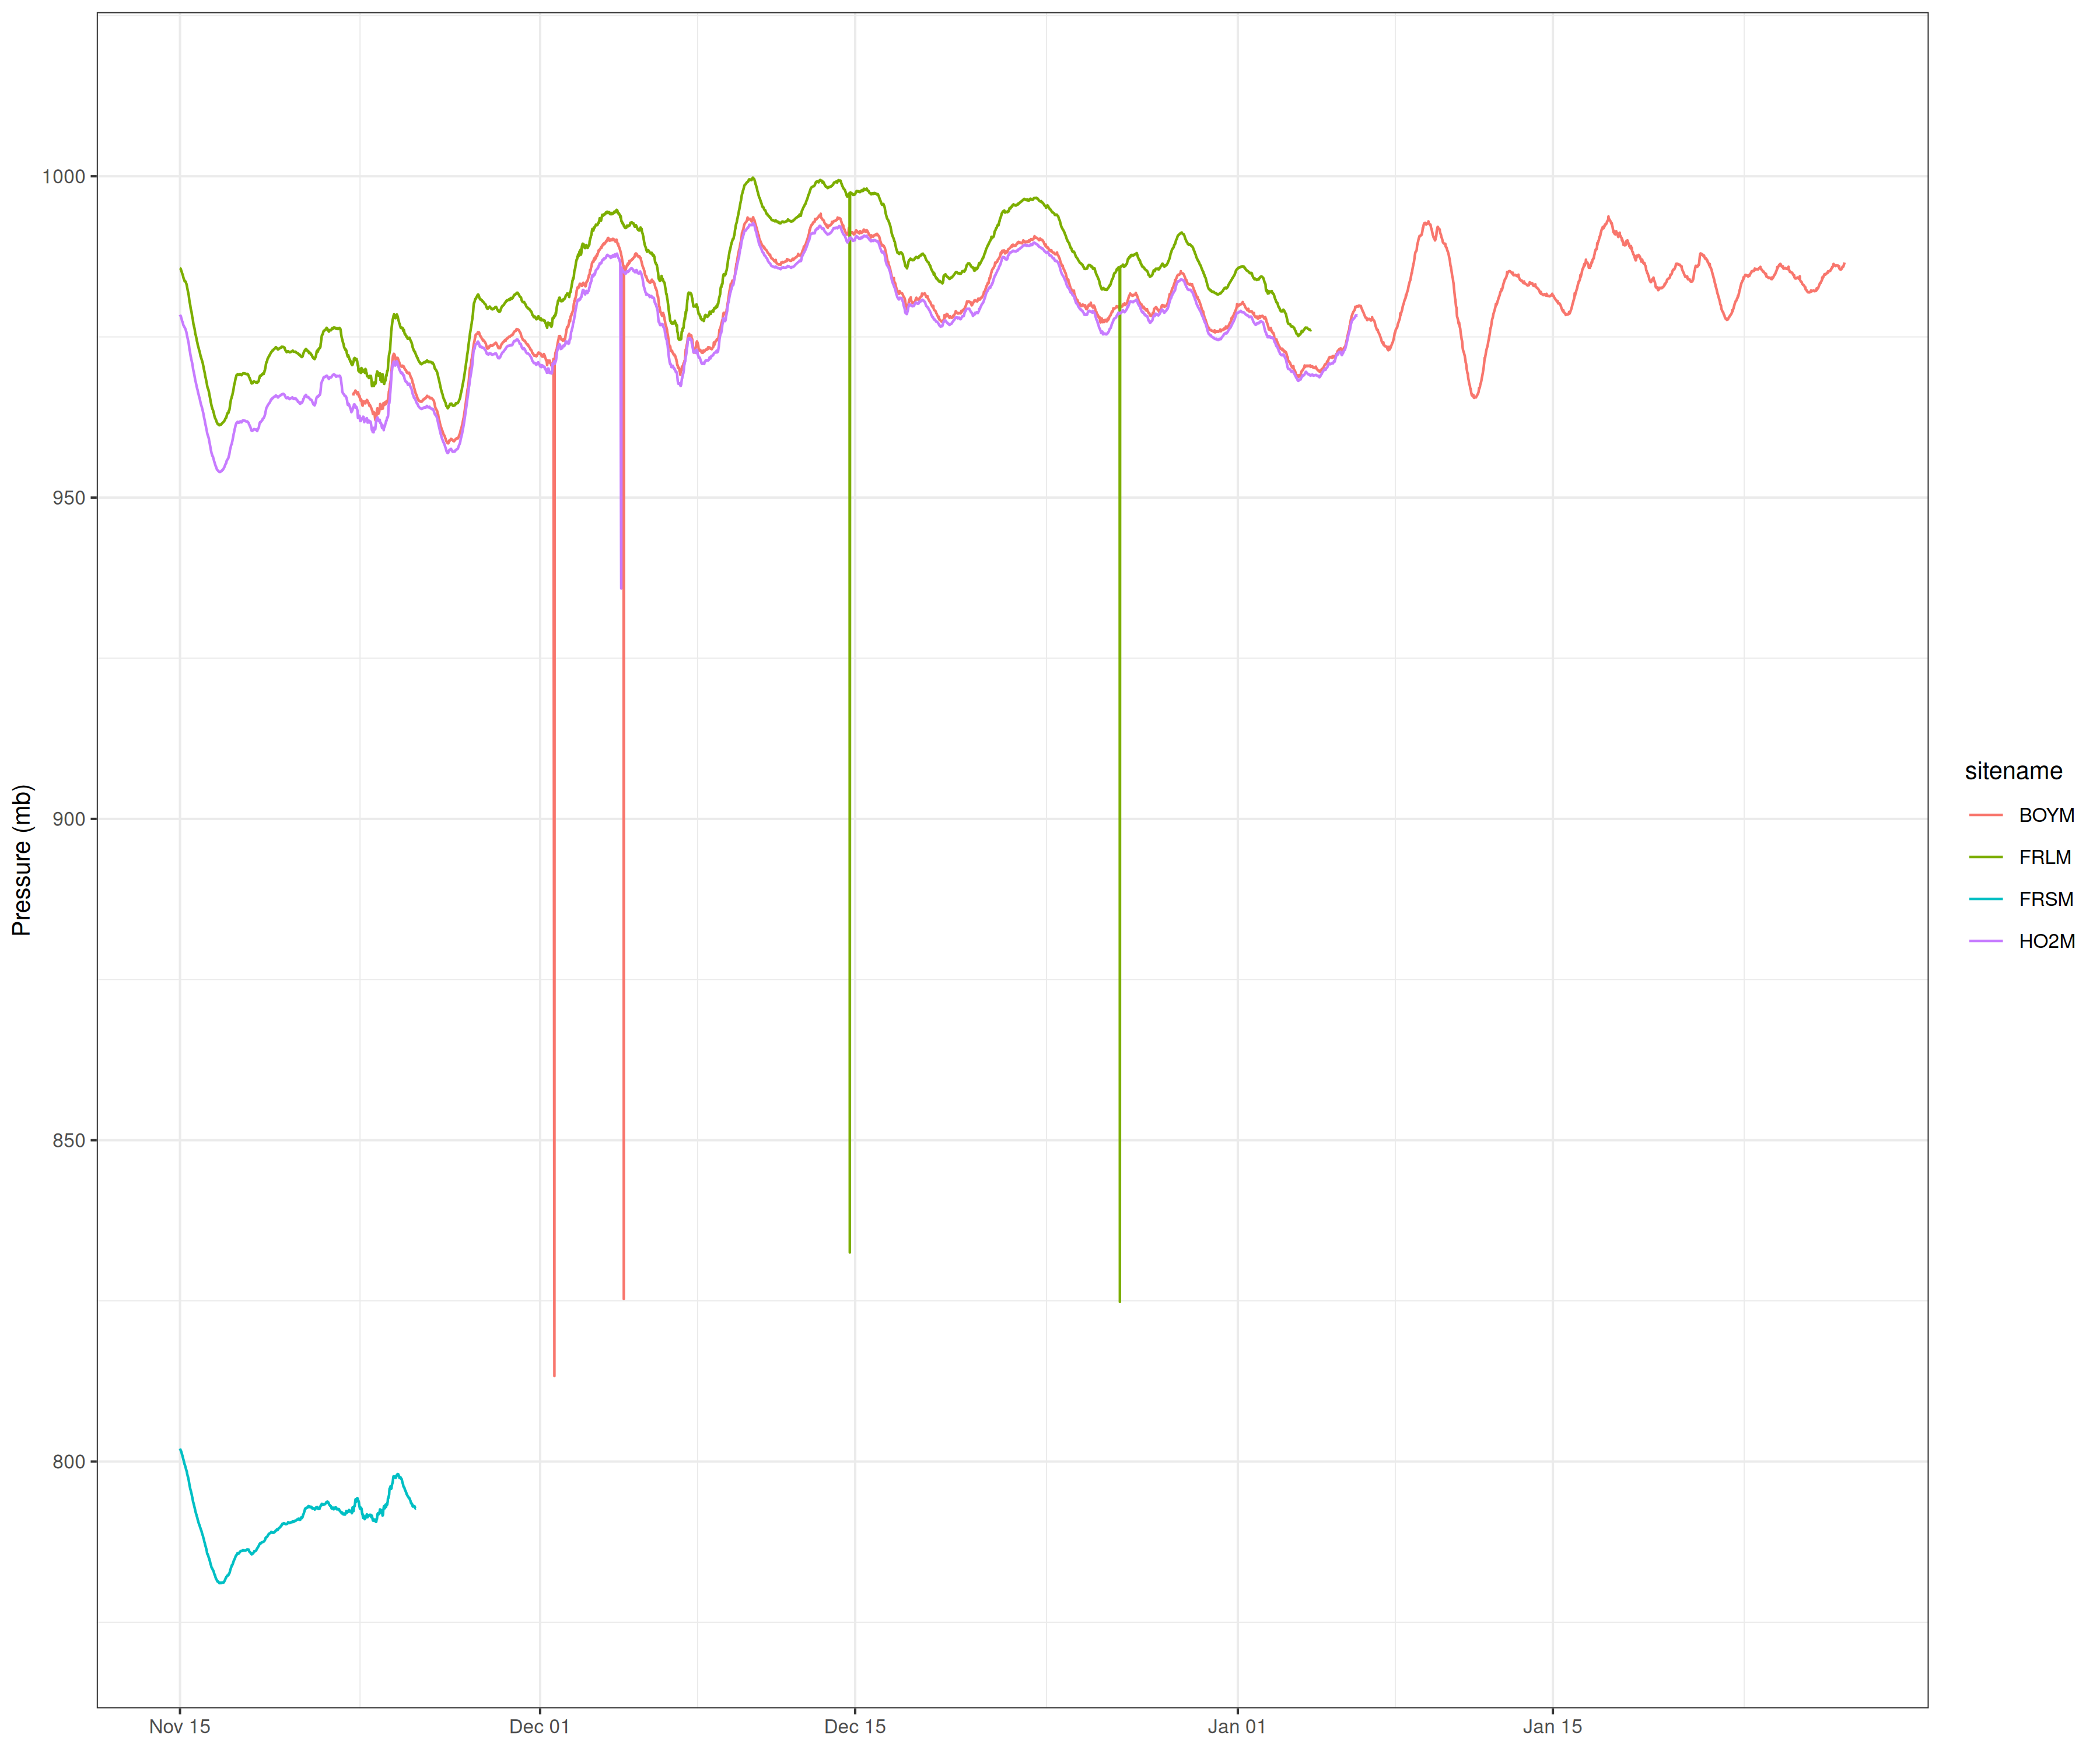 Pressure (mb)
1000
950
900
850
800
Nov 15
Dec 01
Dec 15
Jan 01
Jan 15
sitename
BOYM
FRLM
FRSM
HO2M